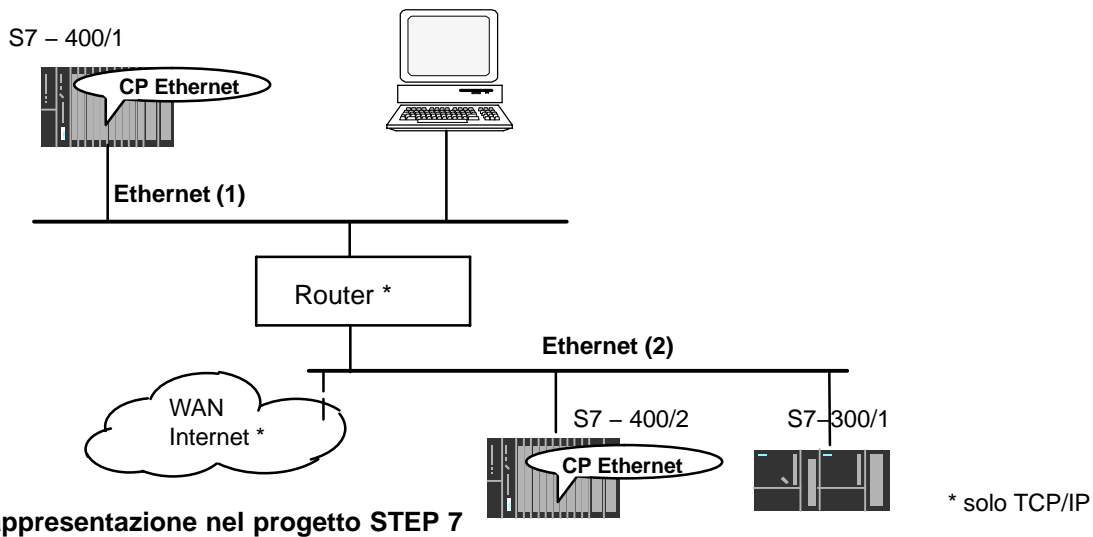 S7 – 400/1
CP Ethernet
Ethernet (1)
Router *
Ethernet (2)
WAN
Internet *
S7 – 400/2
S7–300/1
CP Ethernet
* solo TCP/IP
nel progetto STEP 7